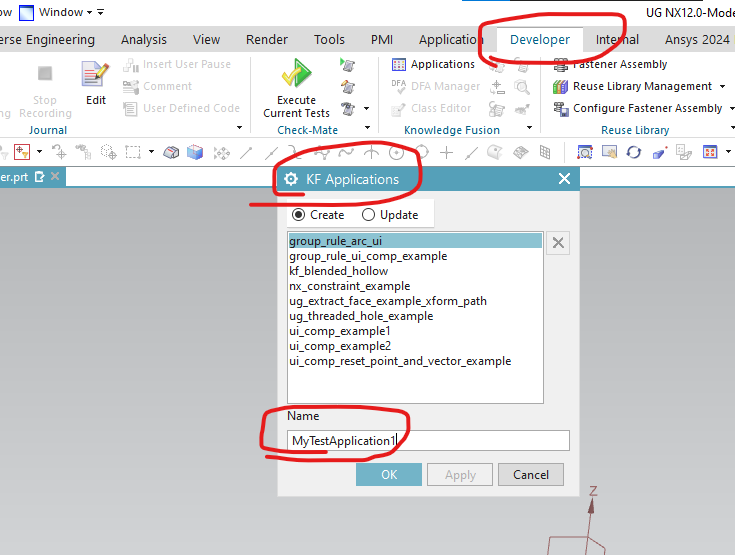 ow Window
UG NX12.0-Mode
erse Engineering Analysis View Render Tools PMI Application Developer Internal Ansys 2024
Insert User Pause
Comment
User Defined Code
Stop Recording
Edit
Journal
Execute Current Tests
Check-Mate
Applications
DFA Manager
Class Editor
Knowledge Fusion
Fastener Assembly
Reuse Library Management
Configure Fastener Assembly
Reuse Library
er.prt
KF Applications
Create Update
group_rule_arc_ui
group_rule_ui_comp_example
kf_blended_hollow
nx_constraint_example
ug_extract_face_example_xform_path
ug_threaded_hole_example
ui_comp_example1
ui_comp_example2
ui_comp_reset_point_and_vector_example
Name
MyTestApplication1
OK Apply Cancel
Z